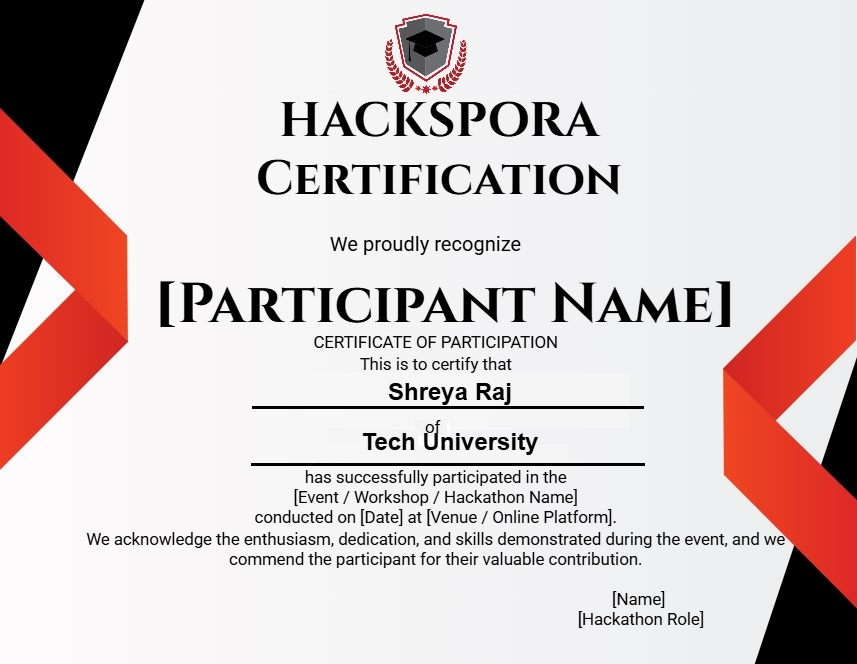 HACKSPORA
CERTIFICATION
We proudly recognize
[PARTICIPANT NAME]
CERTIFICATE OF PARTICIPATION
This is to certify that
Shreya Raj
of
Tech University
has successfully participated in the
[Event / Workshop / Hackathon Name]
conducted on [Date] at [Venue / Online Platform].
We acknowledge the enthusiasm, dedication, and skills demonstrated during the event, and we
commend the participant for their valuable contribution.
[Name]
[Hackathon Role]